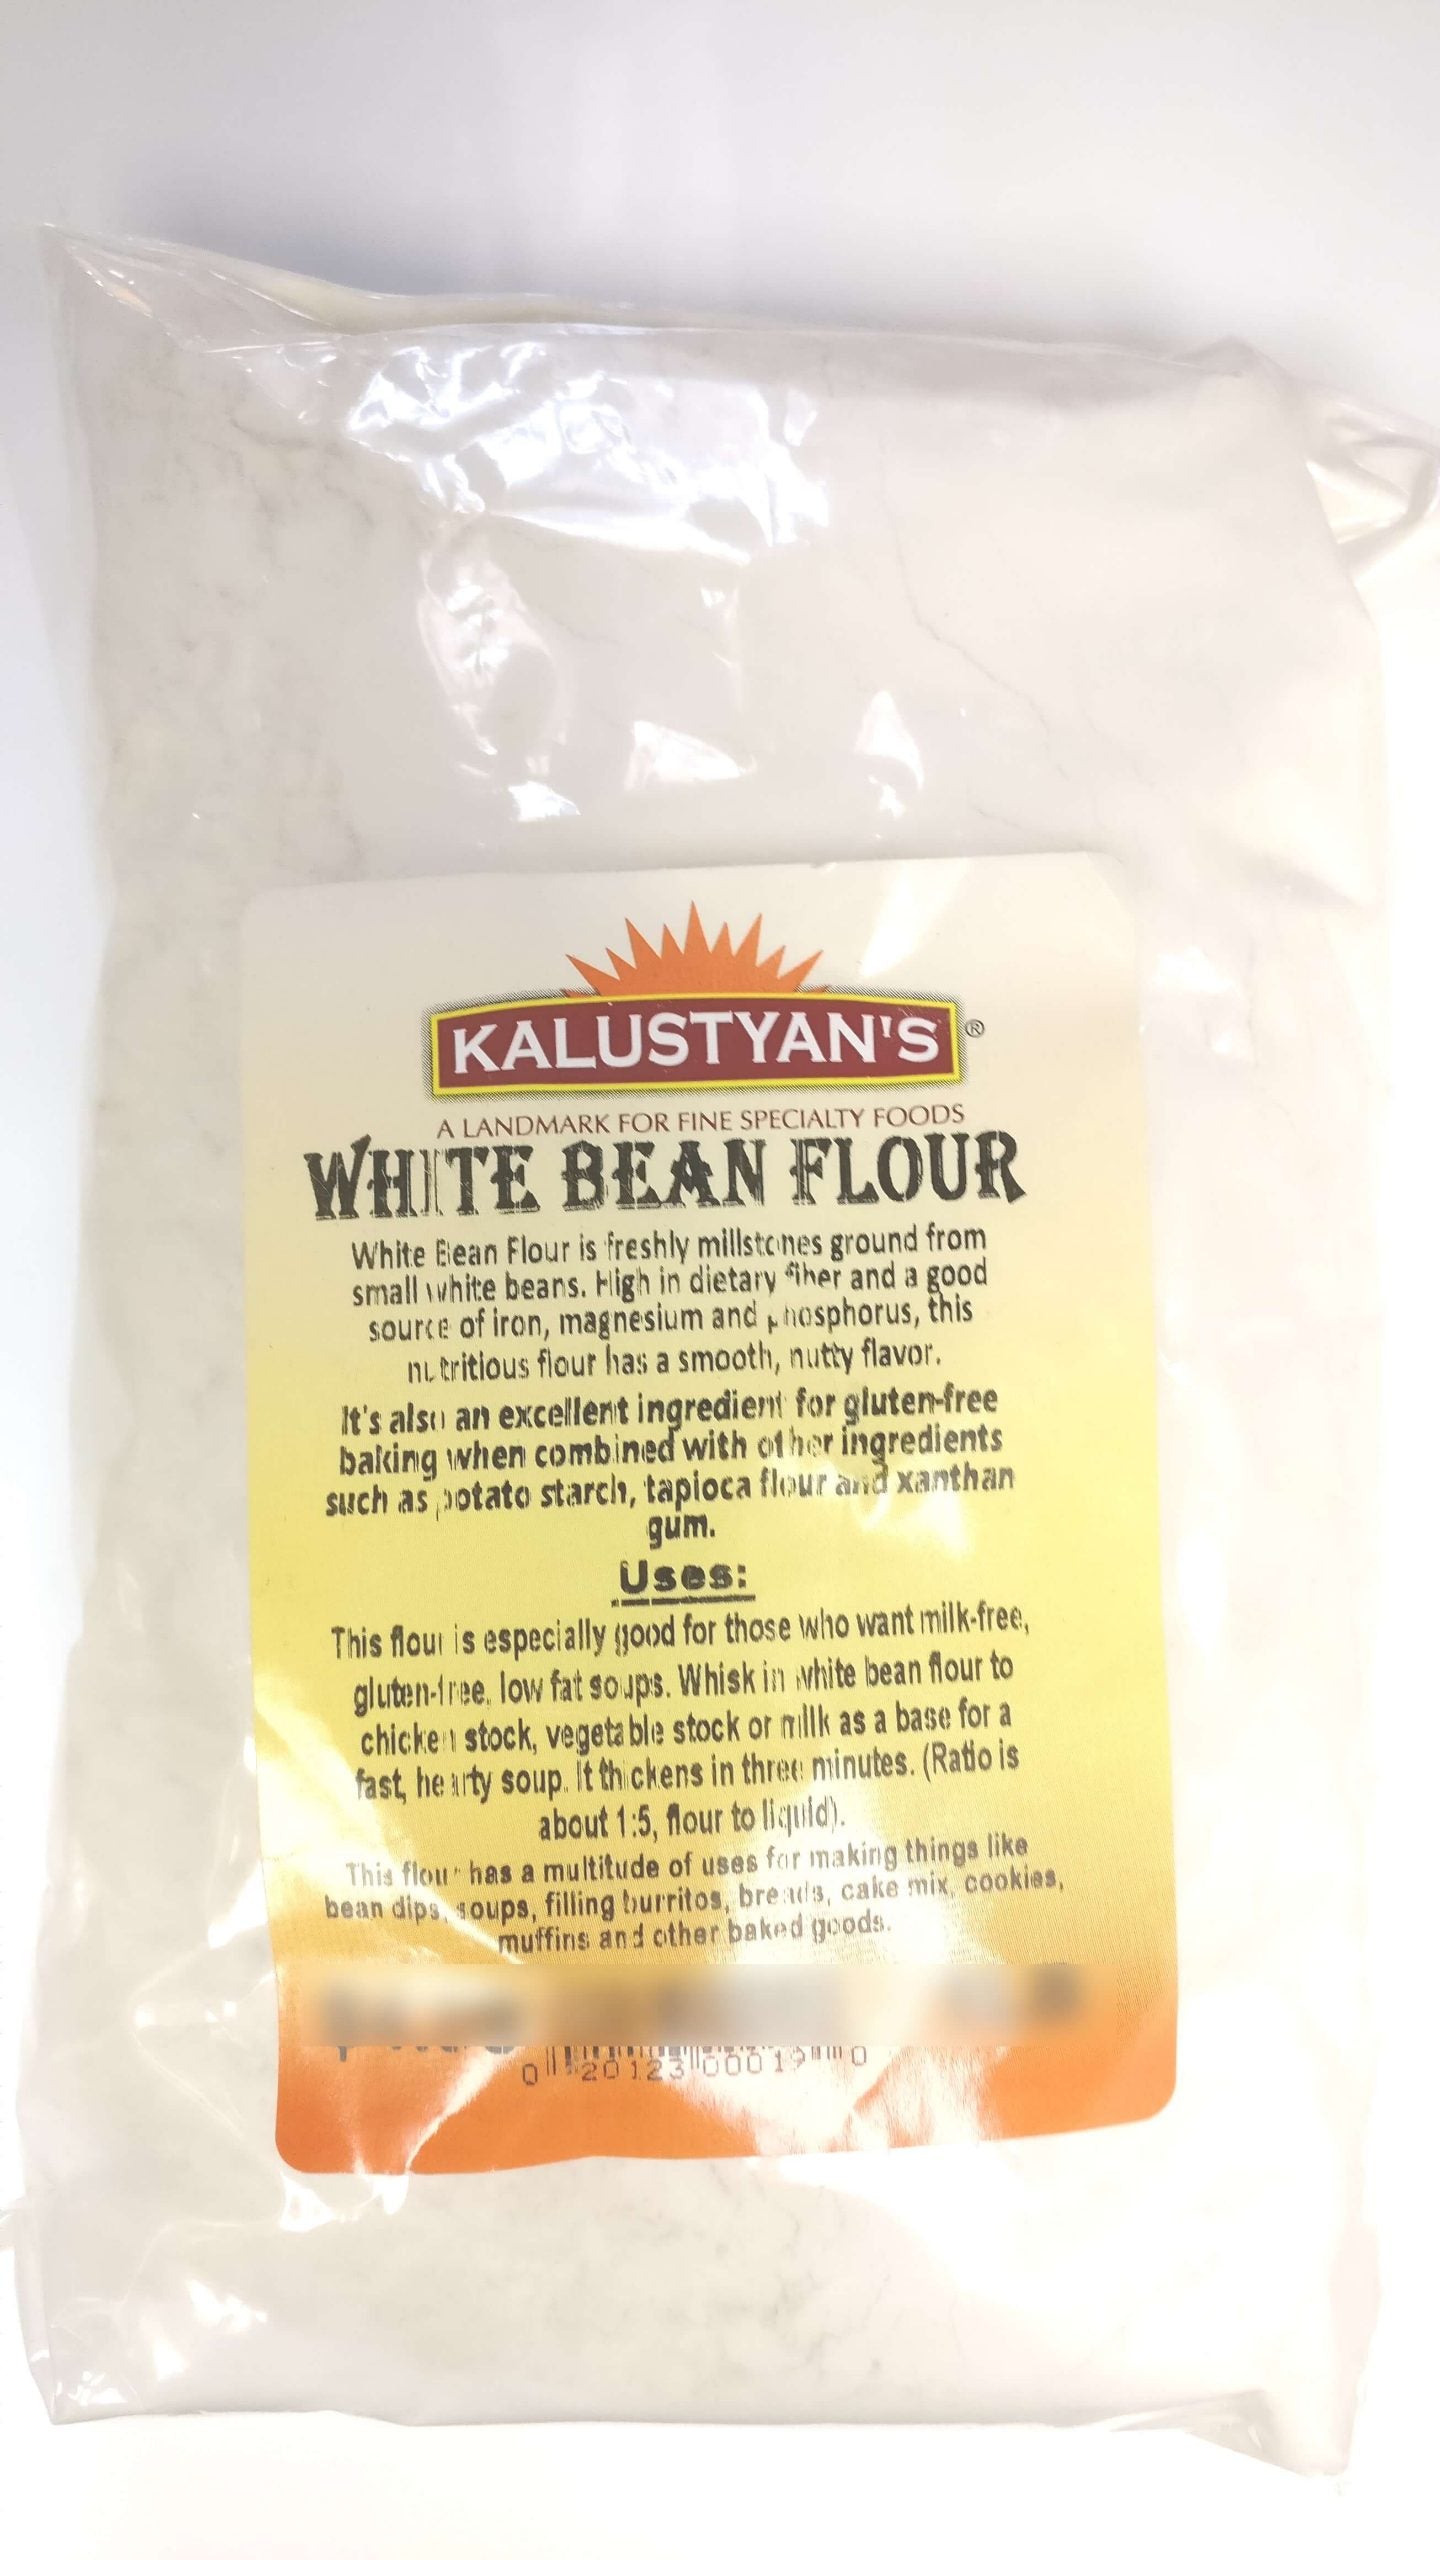 KALUSTYAN'S ®
A LANDMARK FOR FINE SPECIALTY FOODS
WHITE BEAN FLOUR
White Bean Flour is freshly millstones ground from
small white beans. High in dietary fiber and a good
source of iron, magnesium and phosphorus, this
nutritious flour has a smooth, nutty flavor.
It's also an excellent ingredient for gluten-free
baking when combined with other ingredients
such as potato starch, tapioca flour and xanthan
gum.
Uses:
This flour is especially good for those who want milk-free,
gluten-free, low fat soups. Whisk in white bean flour to
chicken stock, vegetable stock or milk as a base for a
fast, hearty soup. It thickens in three minutes. (Ratio is
about 1:5, flour to liquid).
This flour has a multitude of uses for making things like
bean dips, soups, filling burritos, breads, cake mix, cookies,
muffins and other baked goods.
0 20123 00019 0